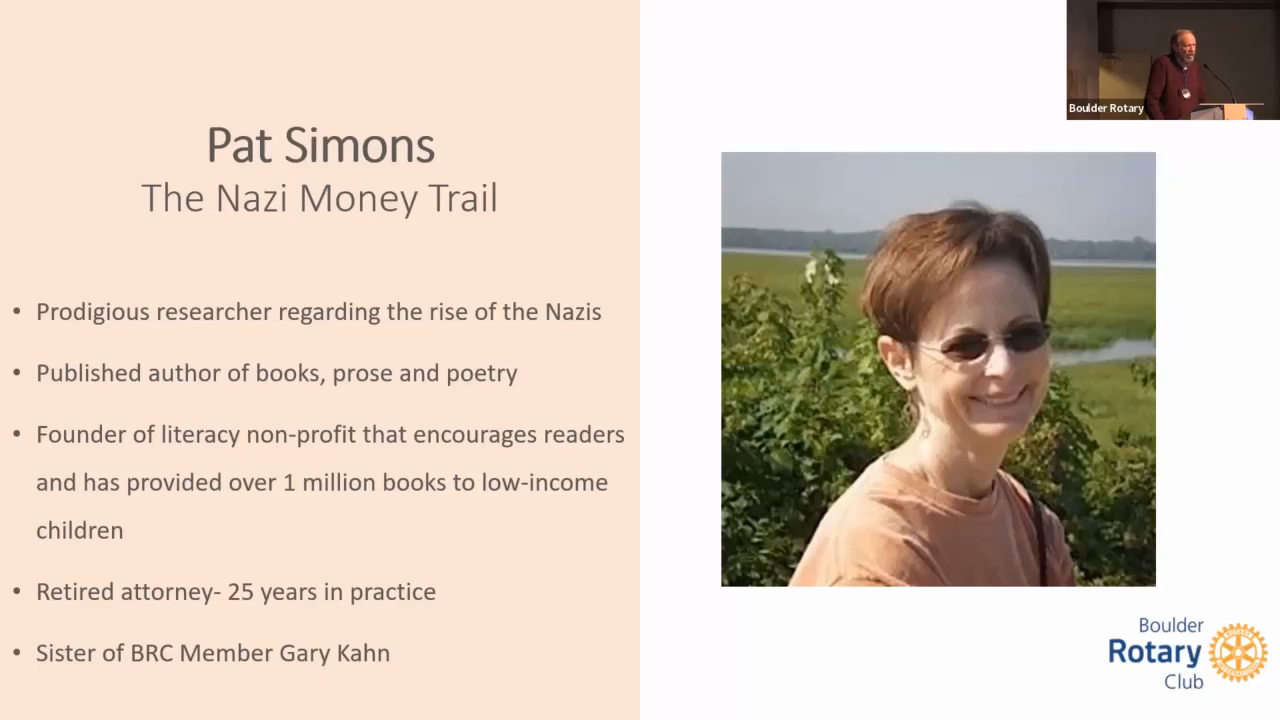 Pat Simons
The Nazi Money Trail
• Prodigious researcher regarding the rise of the Nazis
• Published author of books, prose and poetry
• Founder of literacy non-profit that encourages readers
and has provided over 1 million books to low-income
children
• Retired attorney- 25 years in practice
• Sister of BRC Member Gary Kahn
Boulder Rotary
Boulder
Rotary
Club